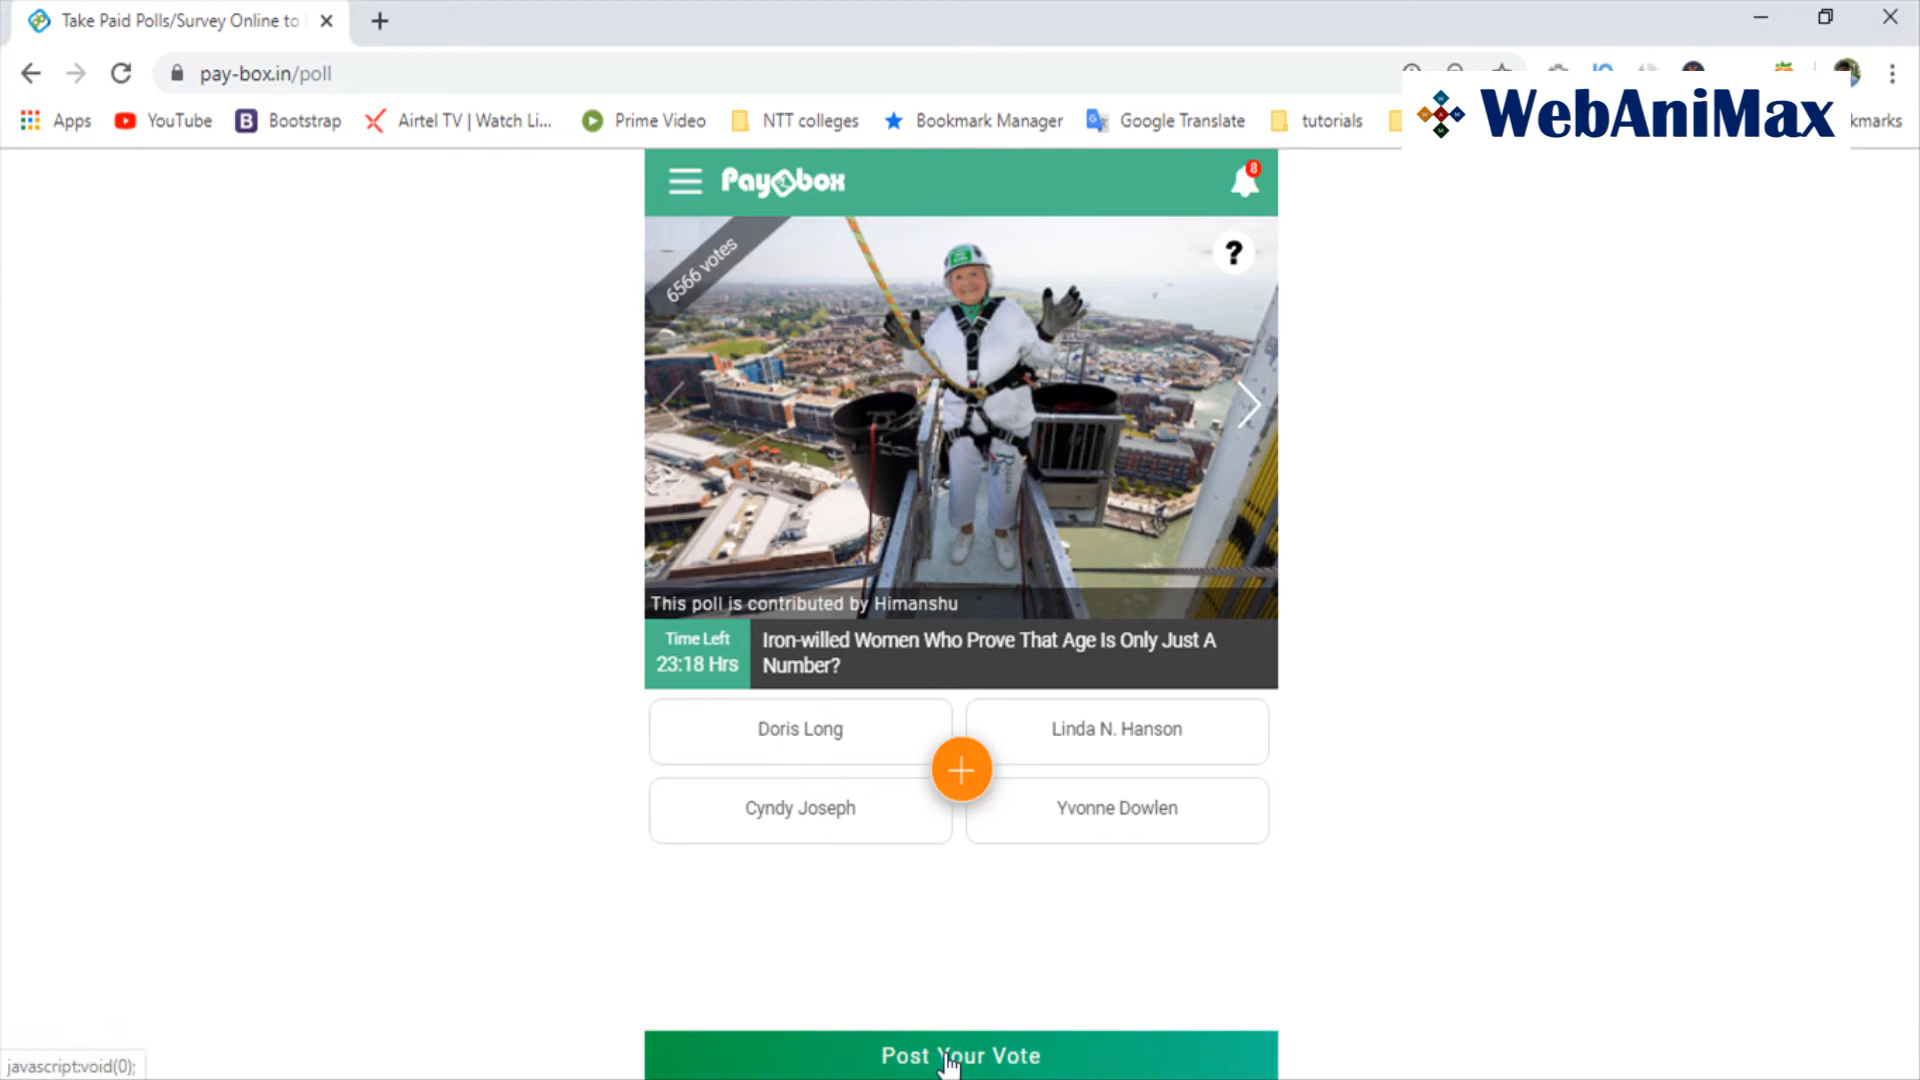 Take Paid Polls/Survey Online to
pay-box.in/poll
Apps
YouTube
Bootstrap
Airtel TV | Watch Li...
Prime Video
NTT colleges
Bookmark Manager
Google Translate
tutorials
WebAniMax
kmarks
Paybox
8
6566 votes
?
This poll is contributed by Himanshu
Time Left
23:18 Hrs
Iron-willed Women Who Prove That Age Is Only Just A
Number?
Doris Long
Linda N. Hanson
Cyndy Joseph
Yvonne Dowlen
Post Your Vote
javascript:void(0);